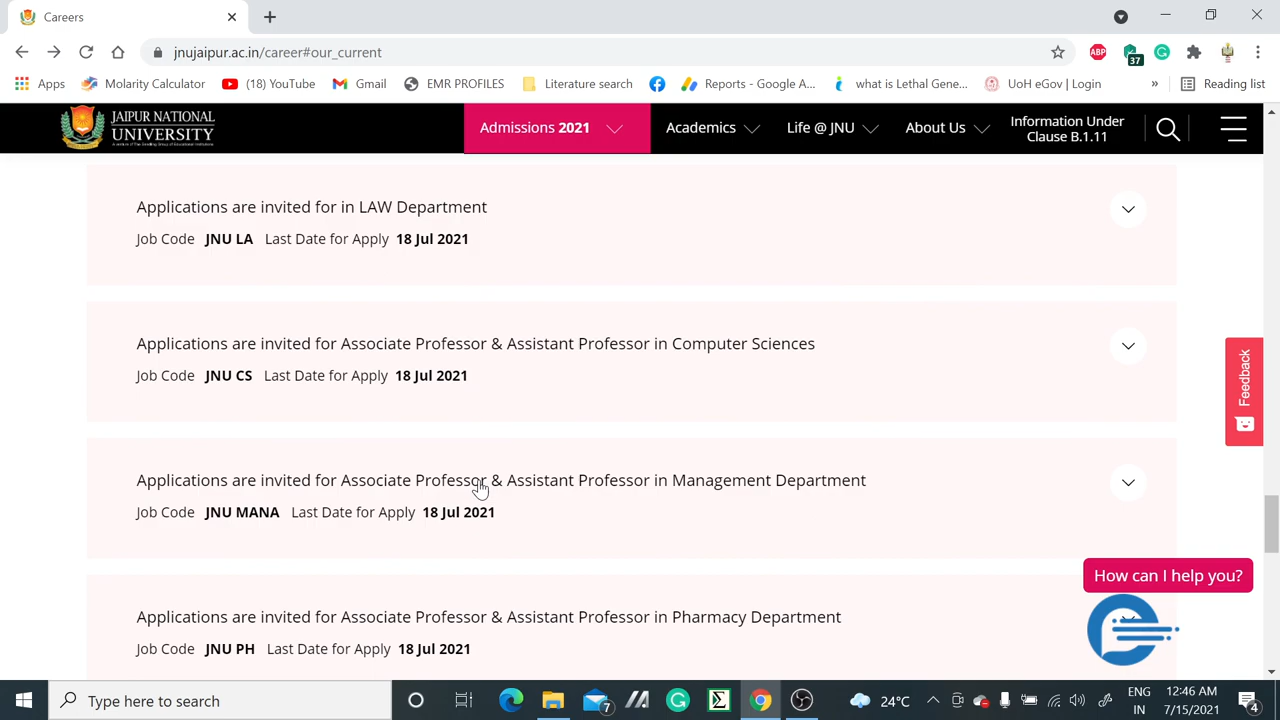 Careers
jnujaipur.ac.in/career#our_current
ABP
37
Apps
Molarity Calculator
(18) YouTube
Gmail
EMR PROFILES
Literature search
Reports - Google A...
what is Lethal Gene...
UoH eGov | Login
»
Reading list
JAIPUR NATIONAL
UNIVERSITY
Admissions 2021
Academics
Life @ JNU
About Us
Information Under
Clause B.1.11
Applications are invited for in LAW Department
Job Code JNU LA Last Date for Apply 18 Jul 2021
Applications are invited for Associate Professor & Assistant Professor in Computer Sciences
Job Code JNU CS Last Date for Apply 18 Jul 2021
Feedback
Applications are invited for Associate Professor & Assistant Professor in Management Department
Job Code JNU MANA Last Date for Apply 18 Jul 2021
How can I help you?
Applications are invited for Associate Professor & Assistant Professor in Pharmacy Department
Job Code JNU PH Last Date for Apply 18 Jul 2021
Type here to search
7
24°C
ENG
IN
12:46 AM
7/15/2021
4